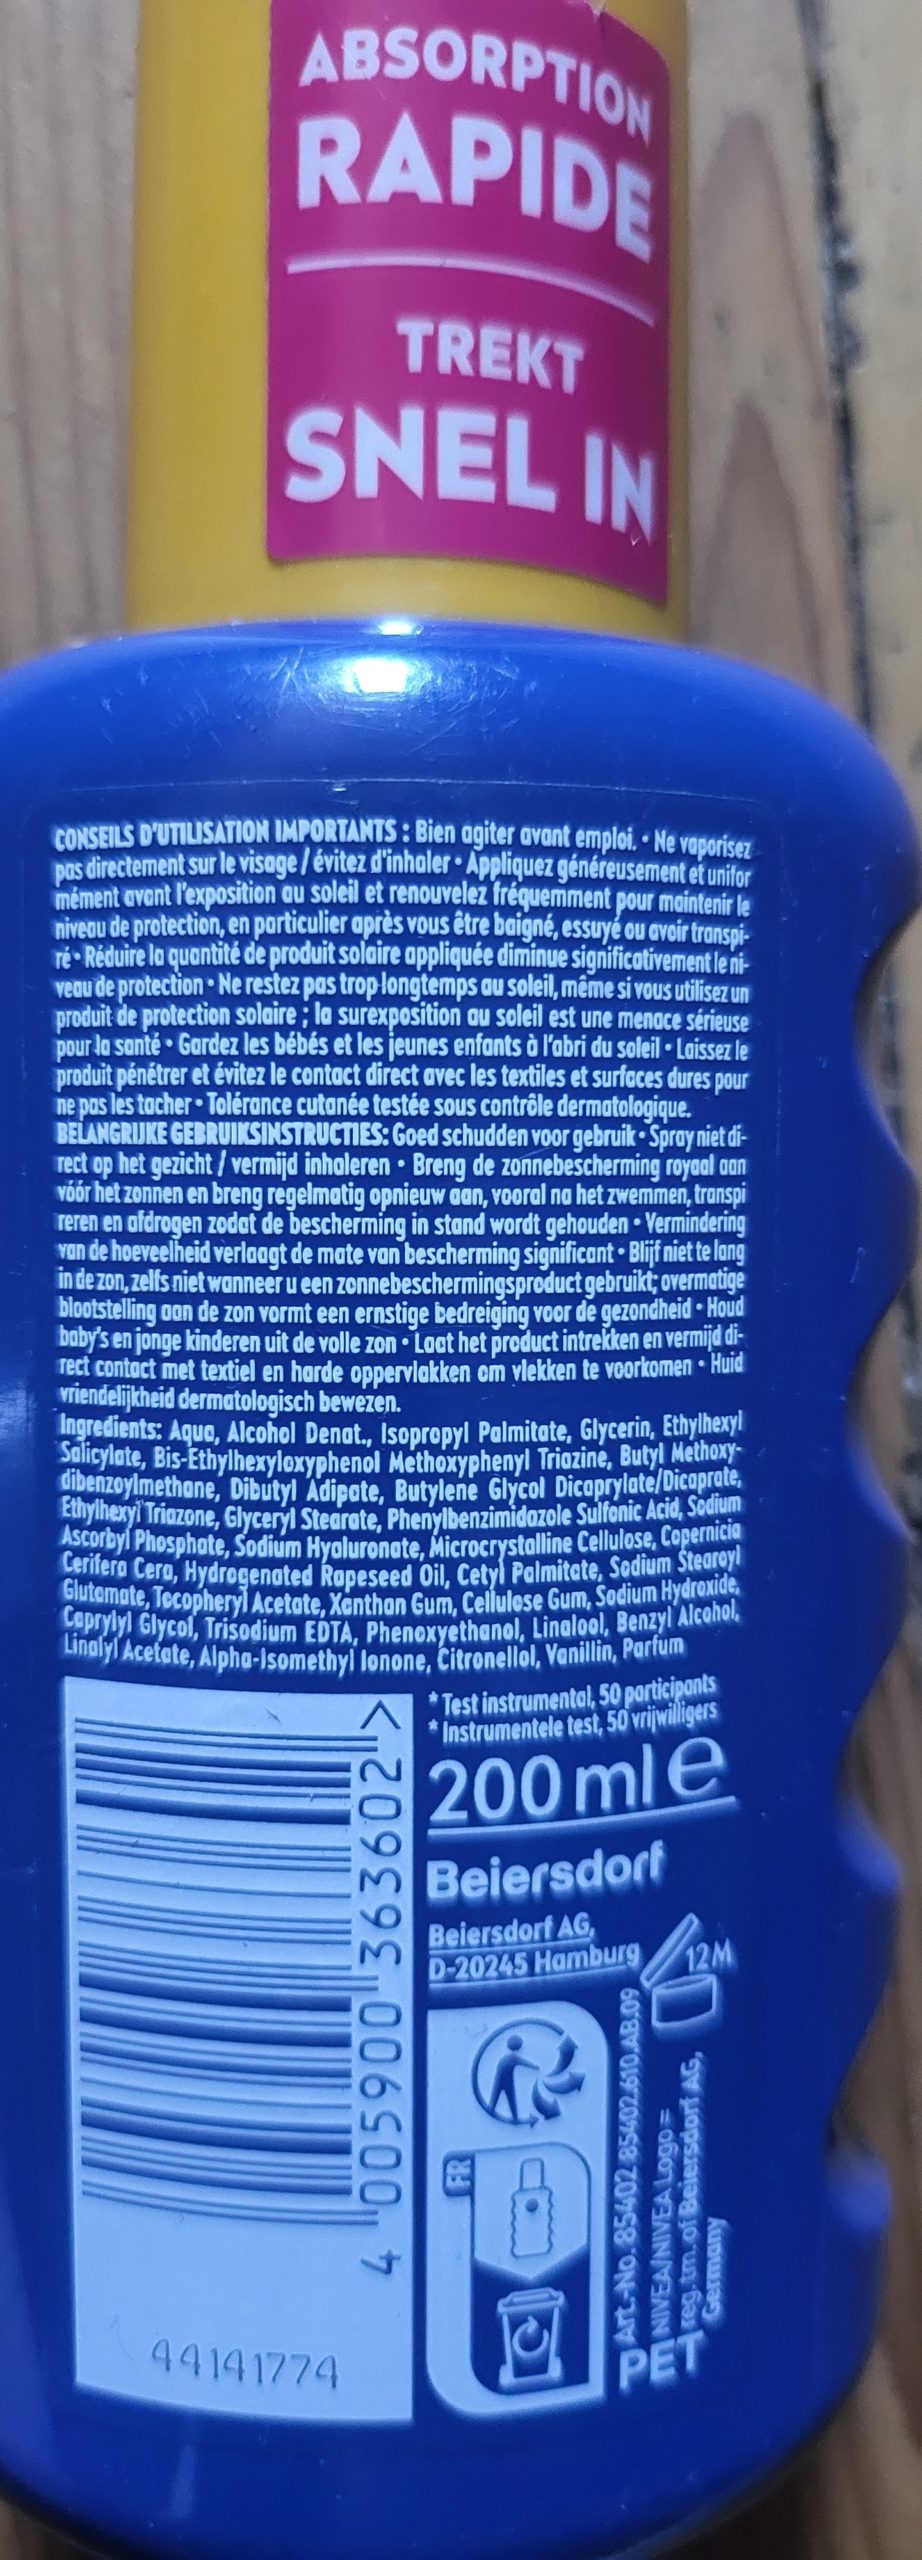 ABSORPTION
RAPIDE
TREKT
SNEL IN
CONSEILS D'UTILISATION IMPORTANTS : Bien agiter avant emploi. • Ne vaporisez
pas directement sur le visage / évitez d'inhaler • Appliquez généreusement et unifor
mément avant l'exposition au soleil et renouvelez fréquemment pour maintenir le
niveau de protection, en particulier après vous être baigné, essuyé ou avoir transpi-
ré • Réduire la quantité de produit solaire appliquée diminue significativement le ni-
veau de protection • Ne restez pas trop longtemps au soleil, même si vous utilisez un
produit de protection solaire ; la surexposition au soleil est une menace sérieuse
pour la santé • Gardez les bébés et les jeunes enfants à l'abri du soleil • Laissez le
produit pénétrer et évitez le contact direct avec les textiles et surfaces dures pour
ne pas les tacher • Tolérance cutanée testée sous contrôle dermatologique.
BELANGRIJKE GEBRUIKSINSTRUCTIES: Goed schudden voor gebruik • Spray niet di-
rect op het gezicht / vermijd inhaleren • Breng de zonnebescherming royaal aan
vóór het zonnen en breng regelmatig opnieuw aan, vooral na het zwemmen, transpi
reren en afdrogen zodat de bescherming in stand wordt gehouden • Vermindering
van de hoeveelheid verlaagt de mate van bescherming significant • Blijf niet te lang
in de zon, zelfs niet wanneer u een zonnebeschermingsproduct gebruikt; overmatige
blootstelling aan de zon vormt een ernstige bedreiging voor de gezondheid • Houd
baby's en jonge kinderen uit de volle zon • Laat het product intrekken en vermijd di-
rect contact met textiel en harde oppervlakken om vlekken te voorkomen • Huid
vriendelijkheid dermatologisch bewezen.
Ingredients: Aqua, Alcohol Denat., Isopropyl Palmitate, Glycerin, Ethylhexyl
Salicylate, Bis-Ethylhexyloxyphenol Methoxyphenyl Triazine, Butyl Methoxy-
dibenzoylmethane, Dibutyl Adipate, Butylene Glycol Dicaprylate/Dicaprate,
Ethylhexyl Triazone, Glyceryl Stearate, Phenylbenzimidazole Sulfonic Acid, Sodium
Ascorbyl Phosphate, Sodium Hyaluronate, Microcrystalline Cellulose, Copernicia
Cerifera Cera, Hydrogenated Rapeseed Oil, Cetyl Palmitate, Sodium Stearoyl
Glutamate, Tocopheryl Acetate, Xanthan Gum, Cellulose Gum, Sodium Hydroxide,
Caprylyl Glycol, Trisodium EDTA, Phenoxyethanol, Linalool, Benzyl Alcohol,
Linalyl Acetate, Alpha-Isomethyl Ionone, Citronellol, Vanillin, Parfum
* Test instrumental, 50 participants
* Instrumentele test, 50 vrijwilligers
200 ml e
Beiersdorf
Beiersdorf AG,
D-20245 Hamburg
12M
4 005900 363602 >
44141774
FR
Art.-No. 85402 85402.610.AB.09
NIVEA/NIVEA Logo =
reg. tm. of Beiersdorf AG,
Germany
PET